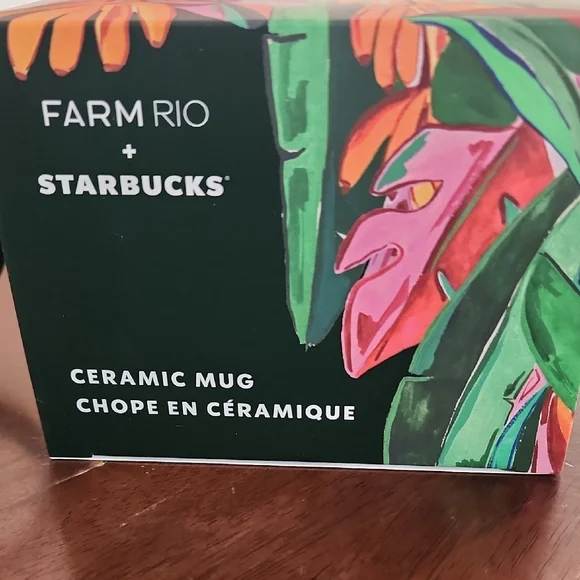 FARM RIO
+
STARBUCKS®
CERAMIC MUG
CHOPE EN CÉRAMIQUE